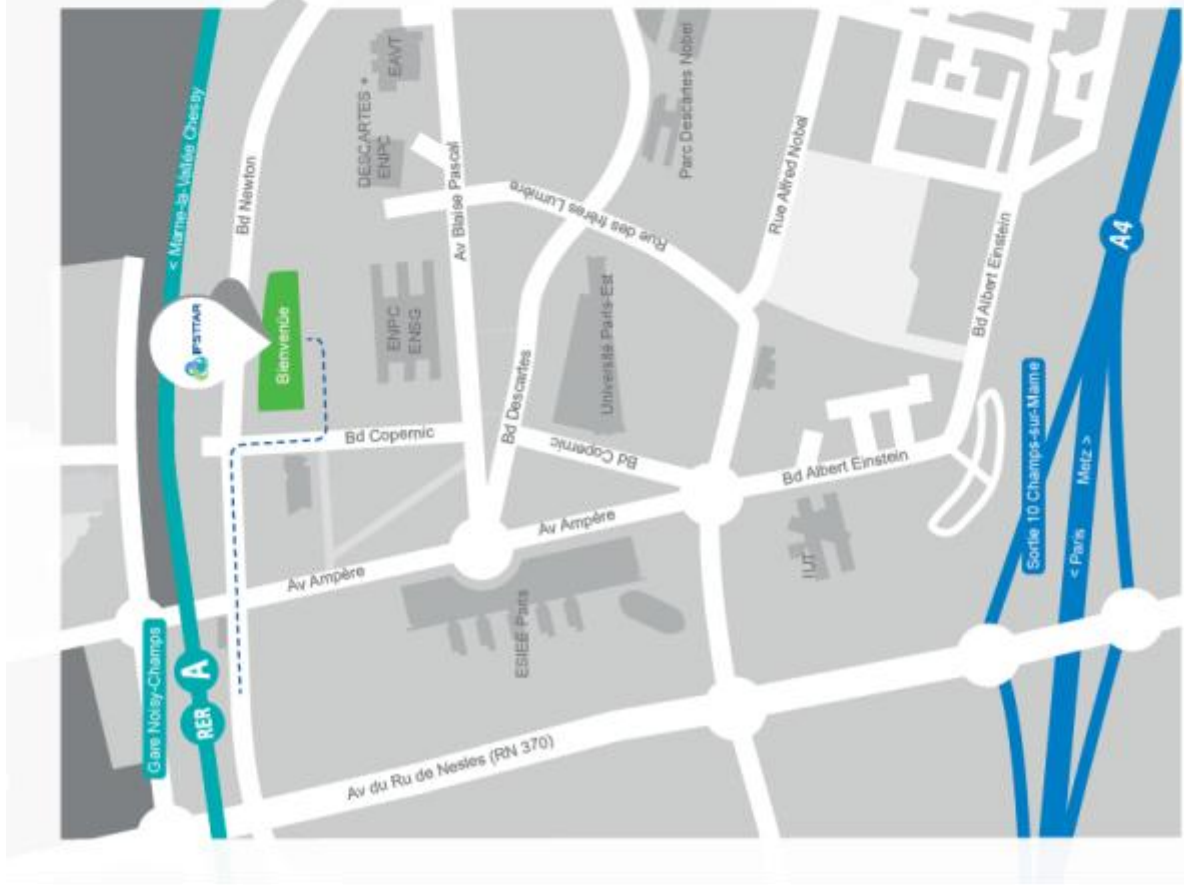 < Marne-la-Vallée Chessy
Bd Newton
DESCARTES +
ENPC
EAVT
Av Blaise Pascal
Parc Descartes Nobel
Rue des frères Lumière
Rue Alfred Nobel
IFSTTAR
Bienvenüe
ENPC
ENSG
Bd Copernic
Bd Descartes
Université Paris-Est
Bd Copernic
Bd Albert Einstein
Bd Albert Einstein
A4
Sortie 10 Champs-sur-Marne
< Paris
Metz >
Av Ampère
Av Ampère
IUT
ESIEE Paris
Gare Noisy-Champs
RER
A
Av du Ru de Nesles (RN 370)